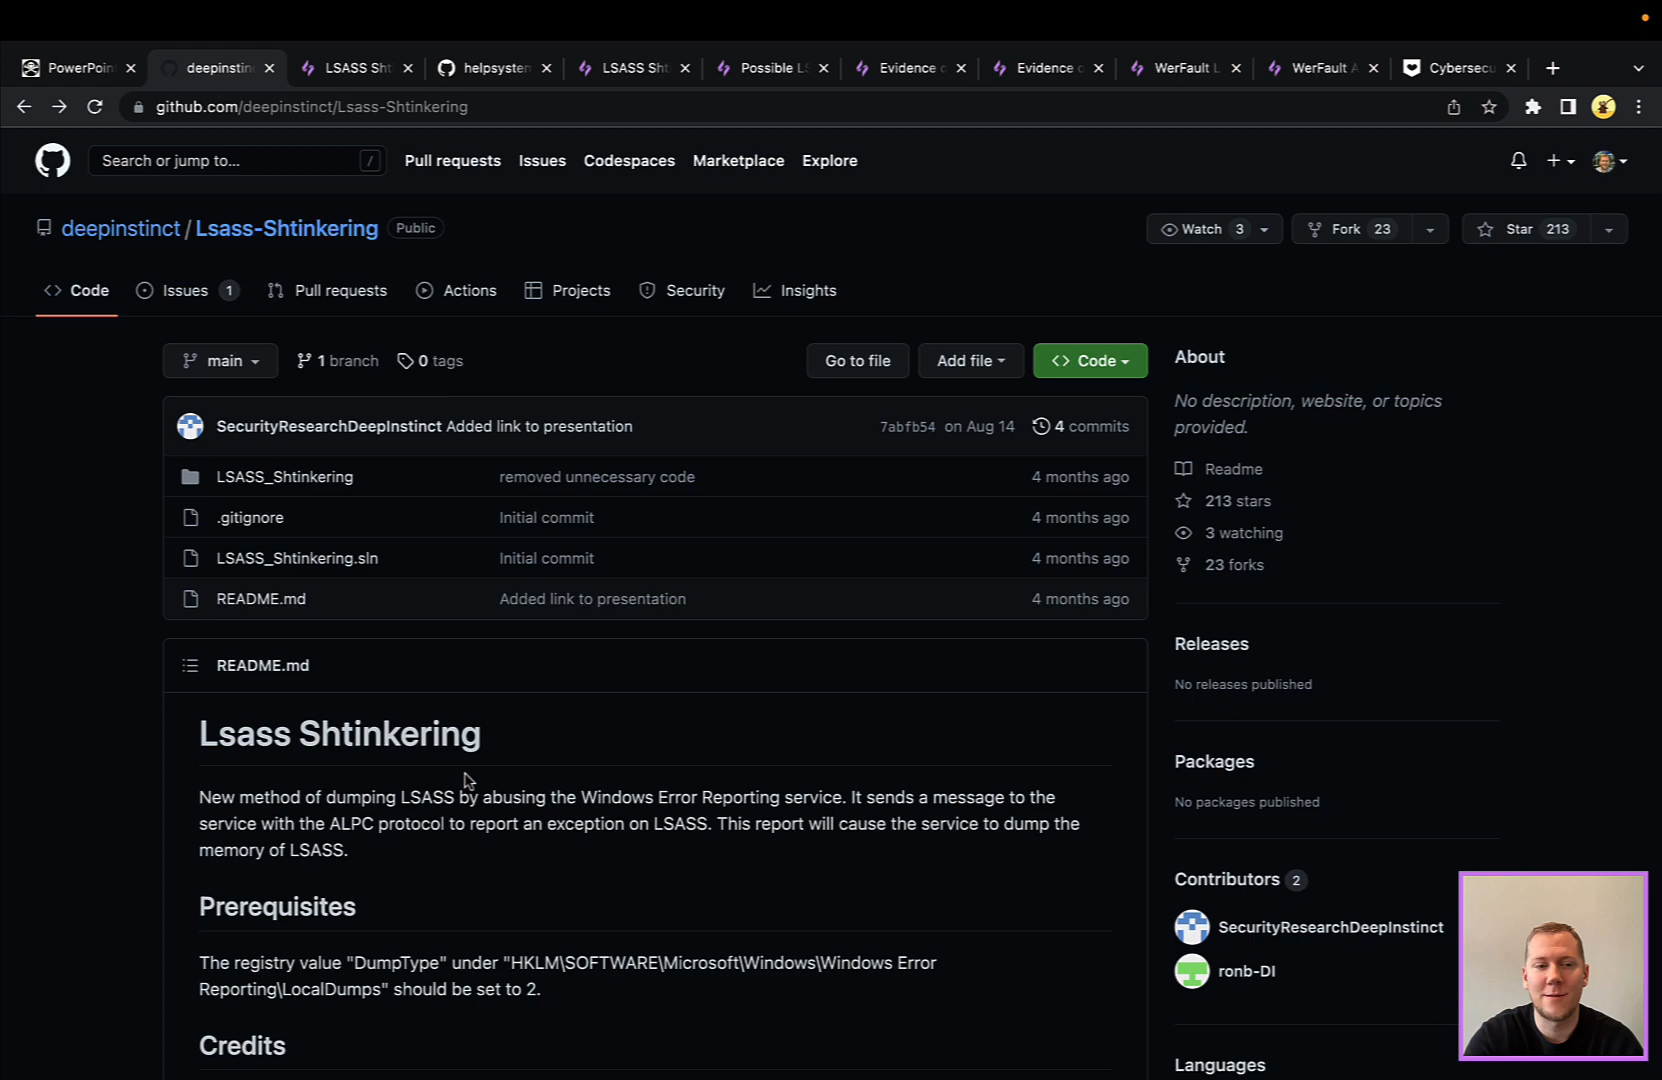 PowerPoin
deepinstin
LSASS Sht
helpsystem
LSASS Sht
Possible LS
Evidence o
Evidence o
WerFault L
WerFault A
Cybersecu
github.com/deepinstinct/Lsass-Shtinkering
Search or jump to... /
Pull requests Issues Codespaces Marketplace Explore
deepinstinct / Lsass-Shtinkering Public
Watch 3 Fork 23 Star 213
Code Issues 1 Pull requests Actions Projects Security Insights
main 1 branch 0 tags Go to file Add file Code
SecurityResearchDeepInstinct Added link to presentation 7abfb54 on Aug 14 4 commits
LSASS_Shtinkering removed unnecessary code 4 months ago
.gitignore Initial commit 4 months ago
LSASS_Shtinkering.sln Initial commit 4 months ago
README.md Added link to presentation 4 months ago
README.md
Lsass Shtinkering
New method of dumping LSASS by abusing the Windows Error Reporting service. It sends a message to the
service with the ALPC protocol to report an exception on LSASS. This report will cause the service to dump the
memory of LSASS.
Prerequisites
The registry value "DumpType" under "HKLM\SOFTWARE\Microsoft\Windows\Windows Error
Reporting\LocalDumps" should be set to 2.
Credits
About
No description, website, or topics
provided.
Readme
213 stars
3 watching
23 forks
Releases
No releases published
Packages
No packages published
Contributors 2
SecurityResearchDeepInstinct
ronb-DI
Languages